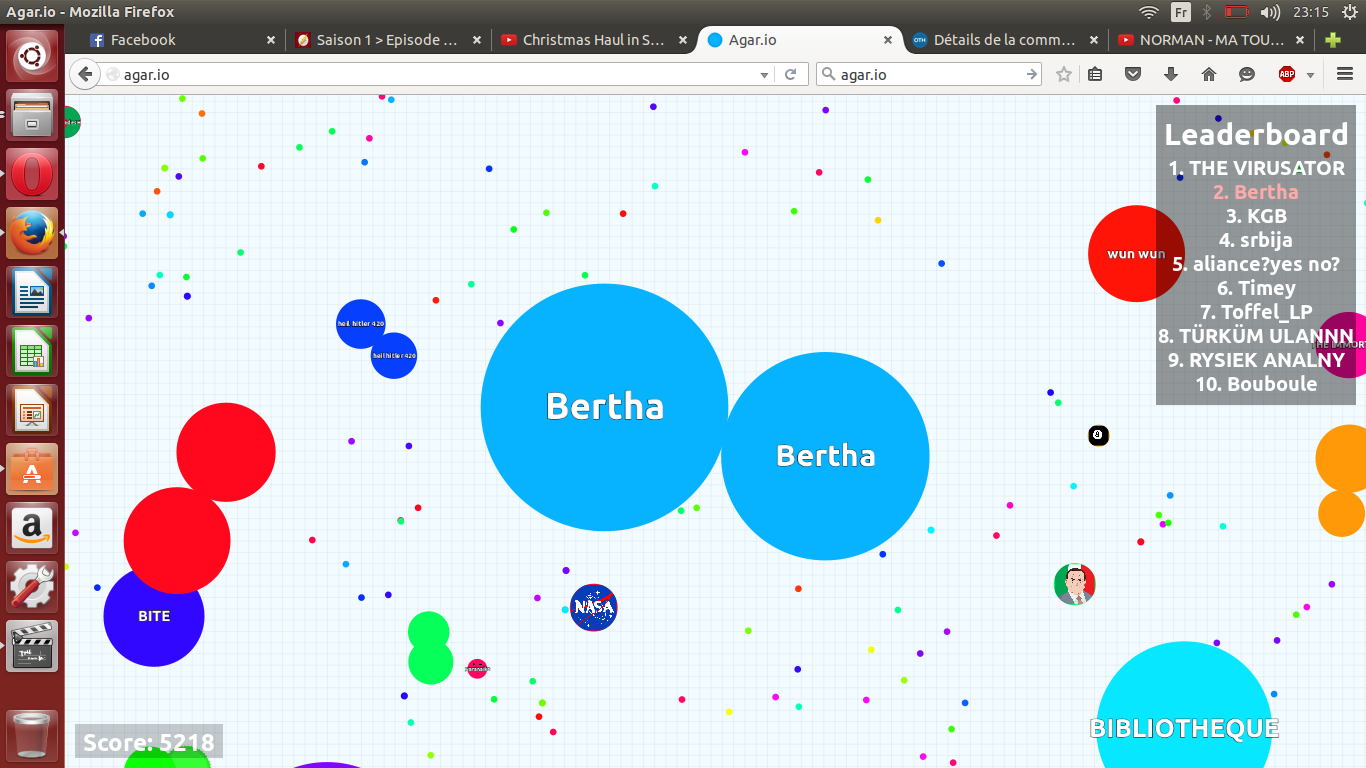 Agar.io - Mozilla Firefox
Fr
23:15
Facebook
Saison 1 > Episode ...
Christmas Haul in S...
Agar.io
OTH
Détails de la comm...
NORMAN - MA TOU...
agar.io
agar.io
ABP
Leaderboard
1. THE VIRUSATOR
2. Bertha
3. KGB
4. srbija
5. aliance?yes no?
6. Timey
7. Toffel_LP
8. TÜRKÜM ULANNN
9. RYSIEK ANALNY
10. Bouboule
wun wun
heil hitler 420
heil hitler 420
Bertha
Bertha
8
NASA
BITE
BIBLIOTHEQUE
Score: 5218